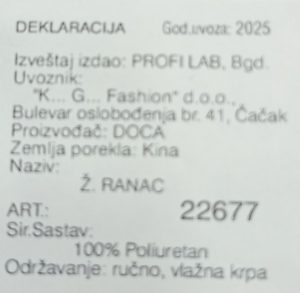 DEKLARACIJA God.uvoza: 2025
Izveštaj izdao: PROFI LAB, Bgd.
Uvoznik:
"K... G... Fashion" d.o.o.,
Bulevar oslobođenja br. 41, Čačak
Proizvođač: DOCA
Zemlja porekla: Kina
Naziv:
Ž. RANAC
ART.: 22677
Sir.Sastav:
100% Poliuretan
Održavanje: ručno, vlažna krpa